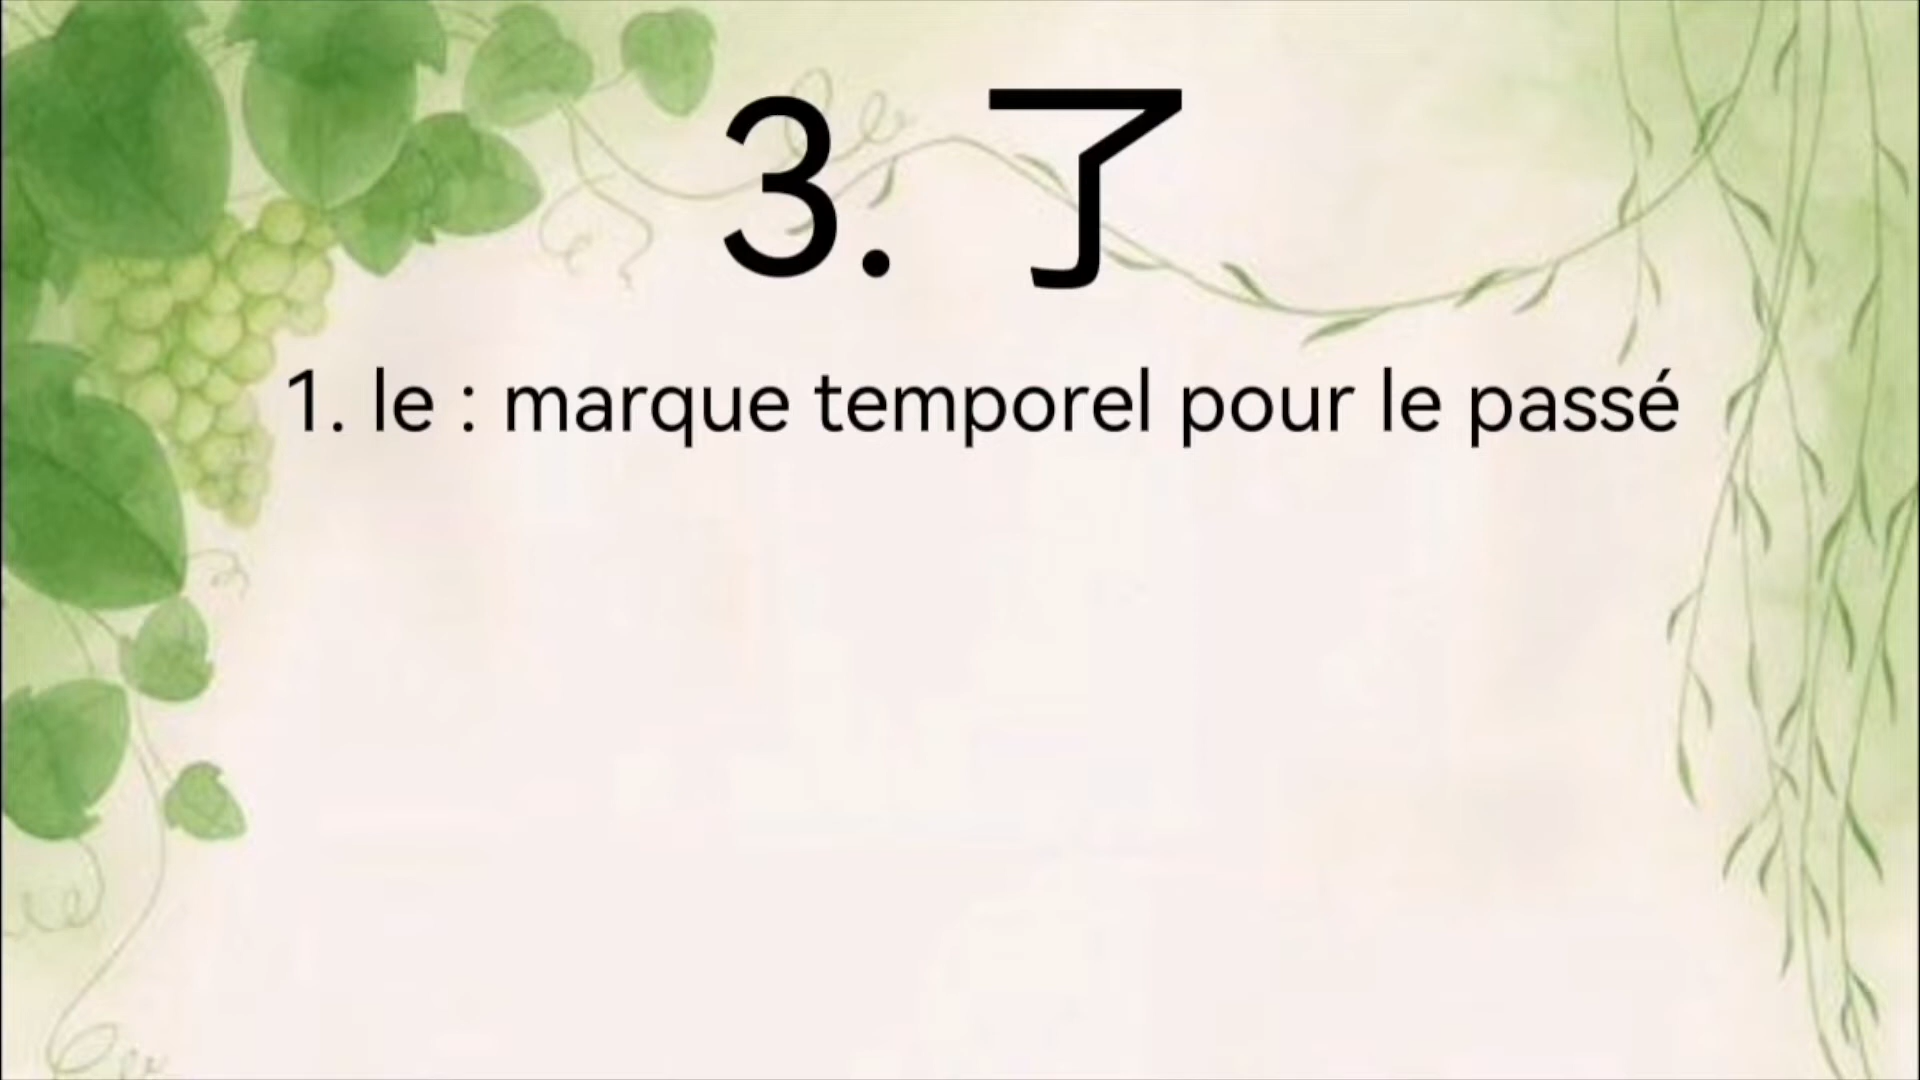 3. 了
1. le : marque temporel pour le passé